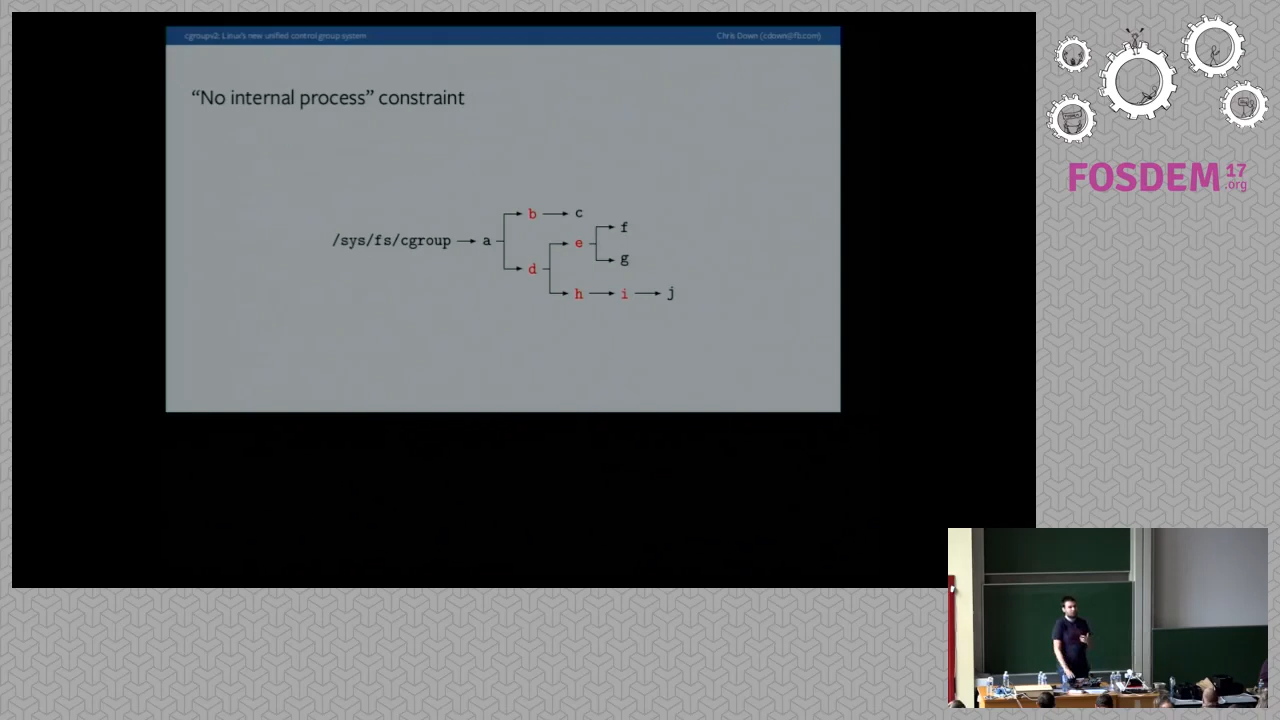 cgroupv2: Linux's new unified control group system
Chris Down (cdown@fb.com)
“No internal process” constraint
b c f
/sys/fs/cgroup a e
g
d
h i j
FOSDEM 17
.org